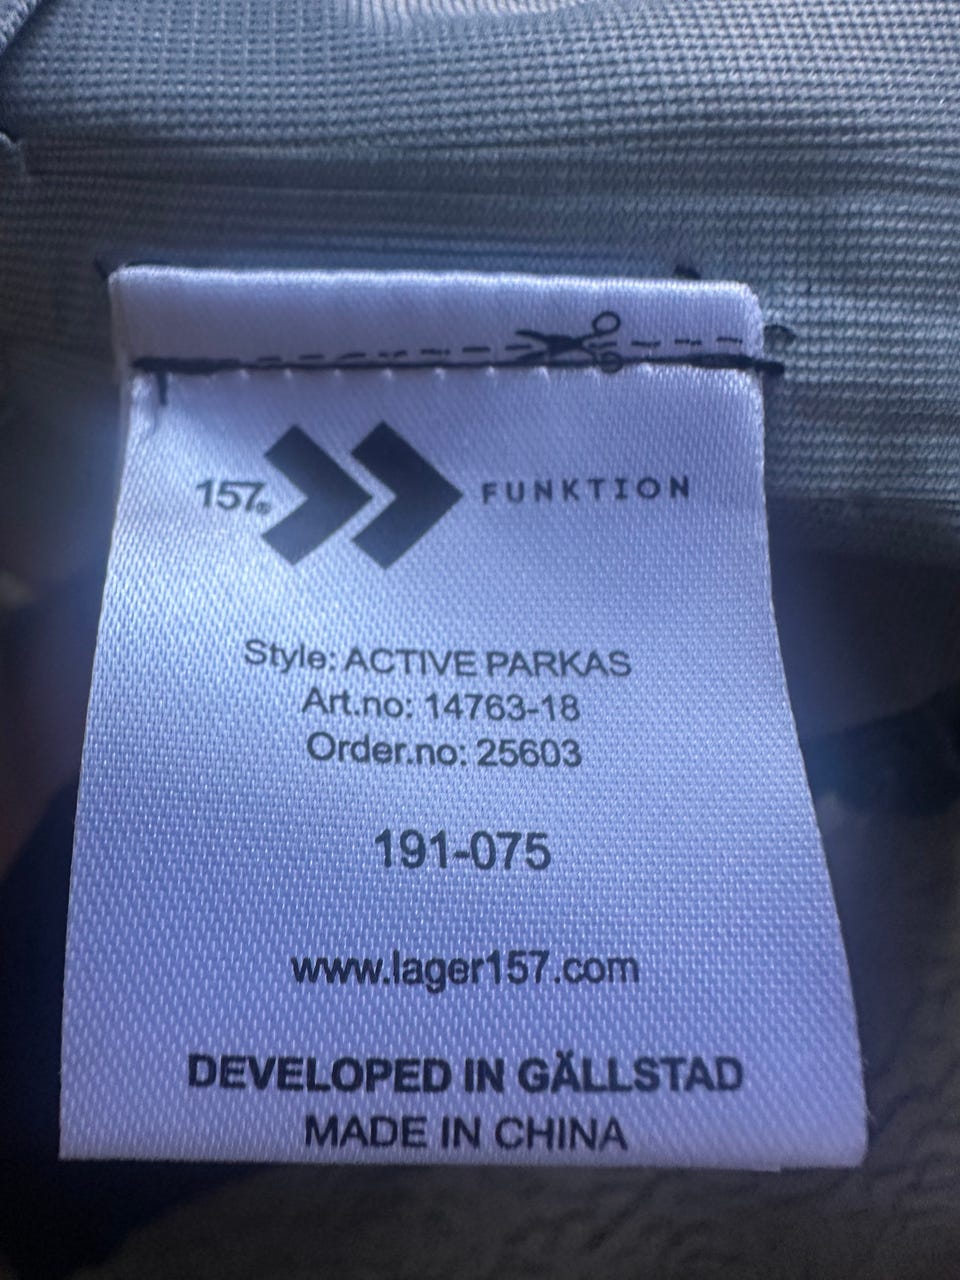 157® FUNKTION
Style: ACTIVE PARKAS
Art.no: 14763-18
Order.no: 25603
191-075
www.lager157.com
DEVELOPED IN GÄLLSTAD
MADE IN CHINA